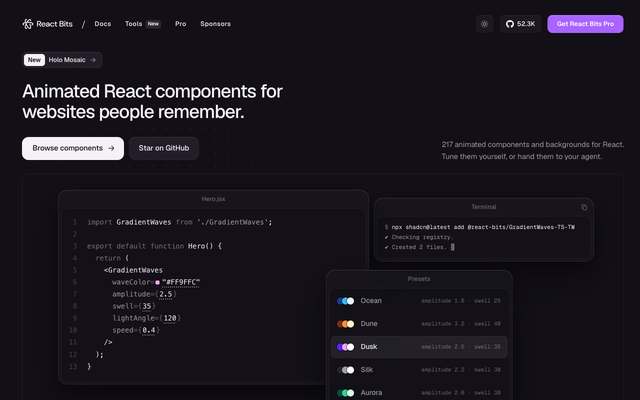 React Bits / Docs Tools New Pro Sponsors 52.3K Get React Bits Pro
New Holo Mosaic →
Animated React components for
websites people remember.
Browse components → Star on GitHub
217 animated components and backgrounds for React.
Tune them yourself, or hand them to your agent.
Hero.jsx
1 import GradientWaves from './GradientWaves';
2
3 export default function Hero() {
4 return (
5 <GradientWaves
6 waveColor="#FF9FFC"
7 amplitude={2.5}
8 swell={35}
9 lightAngle={120}
10 speed={0.4}
11 />
12 );
13 }
Terminal
$ npx shadcn@latest add @react-bits/GradientWaves-TS-TW
✔ Checking registry.
✔ Created 2 files.
Presets
Ocean amplitude 1.8 · swell 25
Dune amplitude 3.2 · swell 40
Dusk amplitude 2.5 · swell 35
Silk amplitude 2.2 · swell 30
Aurora amplitude 2.8 · swell 30